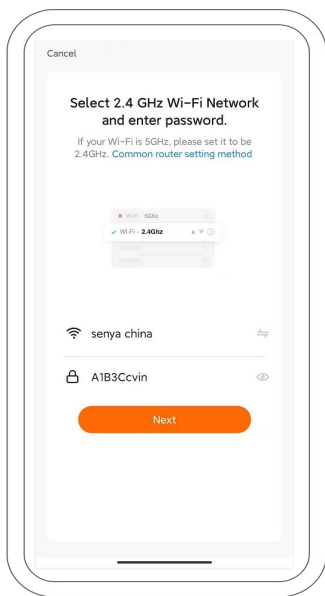 Cancel
Select 2.4 GHz Wi-Fi Network
and enter password.
If your Wi-Fi is 5GHz, please set it to be
2.4GHz. Common router setting method
Wi-Fi - 5Ghz
Wi-Fi - 2.4Ghz
senya china
A1B3Ccvin
Next